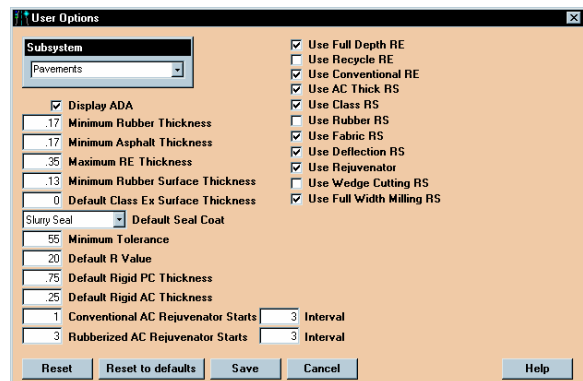 User Options
Subsystem
Pavements
Display ADA
.17 Minimum Rubber Thickness
.17 Minimum Asphalt Thickness
.35 Maximum RE Thickness
.13 Minimum Rubber Surface Thickness
0 Default Class Ex Surface Thickness
Slurry Seal Default Seal Coat
55 Minimum Tolerance
20 Default R Value
.75 Default Rigid PC Thickness
.25 Default Rigid AC Thickness
1 Conventional AC Rejuvenator Starts 3 Interval
3 Rubberized AC Rejuvenator Starts 3 Interval
Use Full Depth RE
Use Recycle RE
Use Conventional RE
Use AC Thick RS
Use Class RS
Use Rubber RS
Use Fabric RS
Use Deflection RS
Use Rejuvenator
Use Wedge Cutting RS
Use Full Width Milling RS
Reset Reset to defaults Save Cancel Help